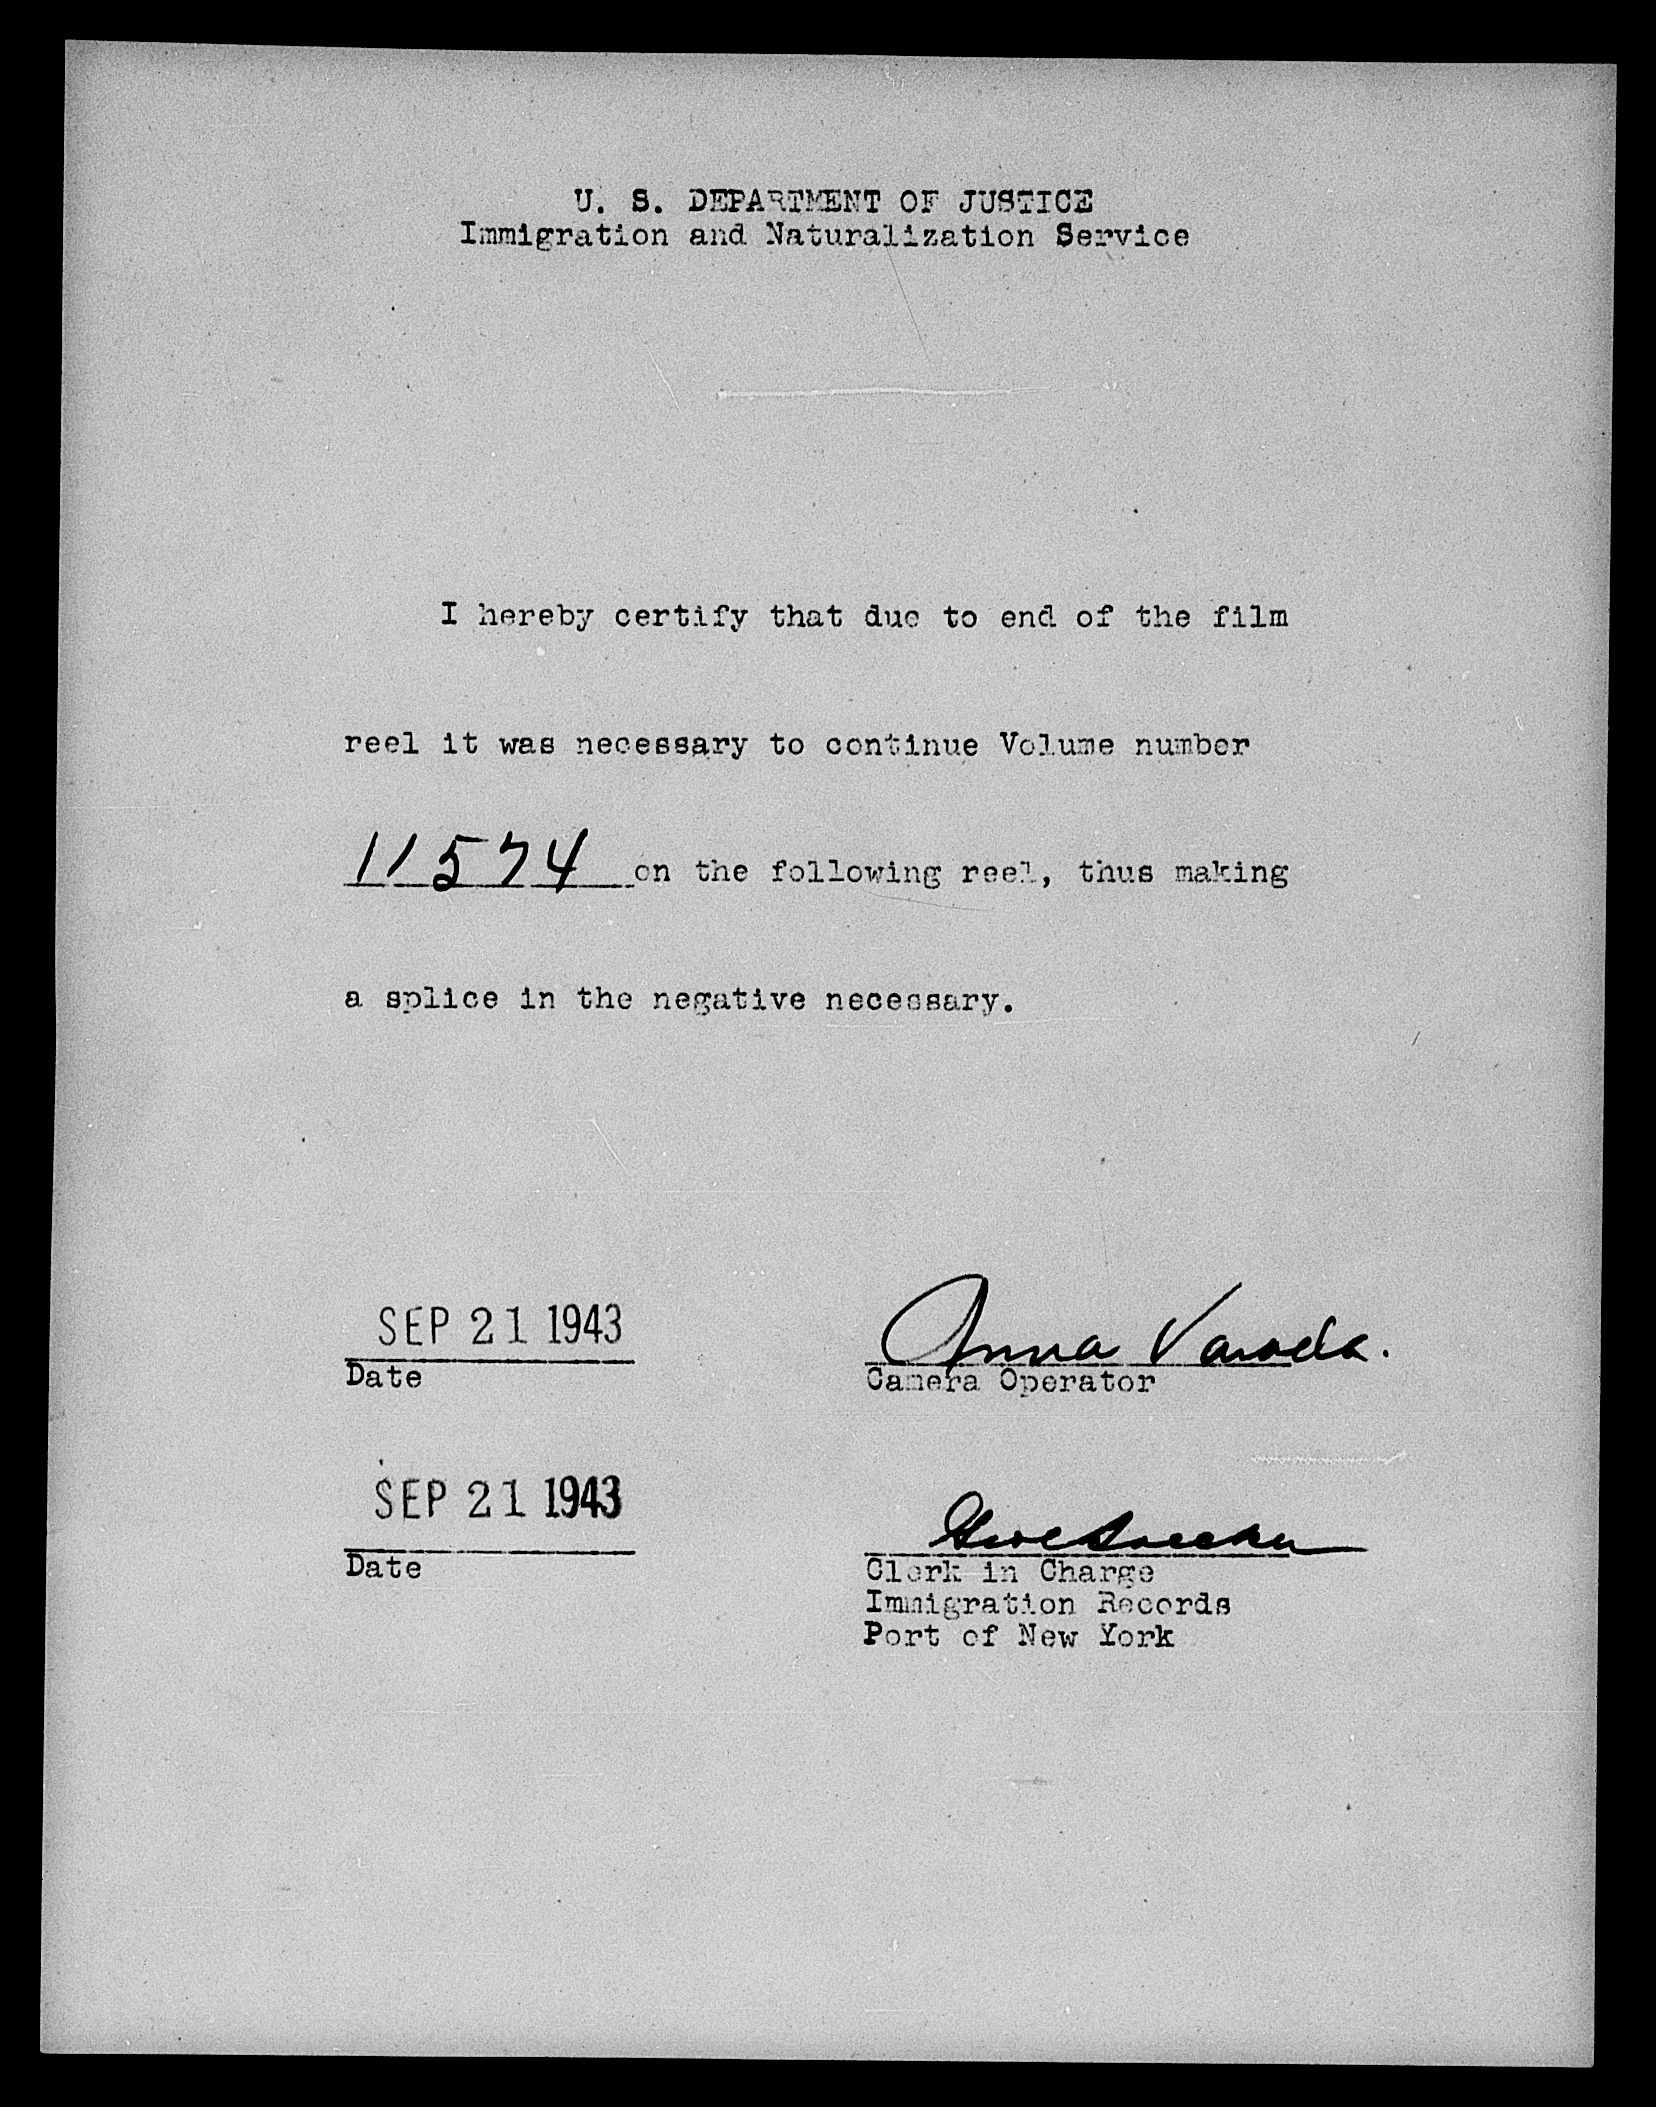 U. S. DEPARTMENT OF JUSTICE
Immigration and Naturalization Service
I hereby certify that due to end of the film
reel it was necessary to continue Volume number
11574 on the following reel, thus making
a splice in the negative necessary.
SEP 21 1943
Date
Anna
Camera Operator
SEP 21 1943
Date
Clerk in Charge
Immigration Records
Port of New York